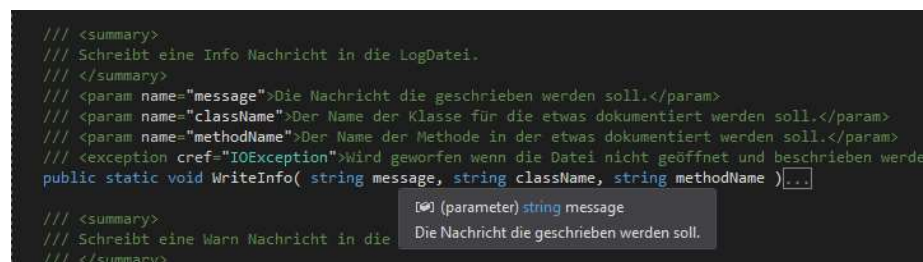 /// <summary>
/// Schreibt eine Info Nachricht in die LogDatei.
/// </summary>
/// <param name="message">Die Nachricht die geschrieben werden soll.</param>
/// <param name="className">Der Name der Klasse für die etwas dokumentiert werden soll.</param>
/// <param name="methodName">Der Name der Methode in der etwas dokumentiert werden soll.</param>
/// <exception cref="IOException">Wird geworfen wenn die Datei nicht geöffnet und beschrieben werde
public static void WriteInfo( string message, string className, string methodName )...
(parameter) string message
Die Nachricht die geschrieben werden soll.
/// <summary>
/// Schreibt eine Warn Nachricht in die
/// </summary>